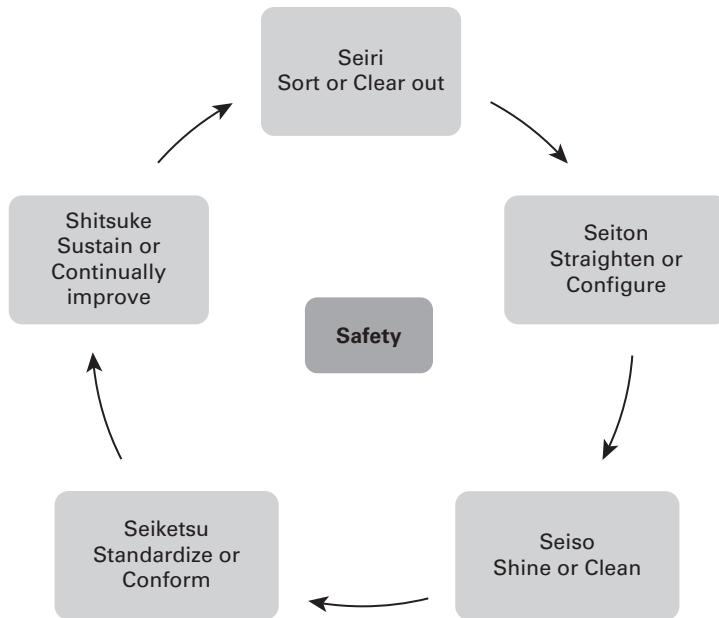 Seiri
Sort or Clear out
Seiton
Straighten or
Configure
Seiso
Shine or Clean
Seiketsu
Standardize or
Conform
Shitsuke
Sustain or
Continually
improve
Safety